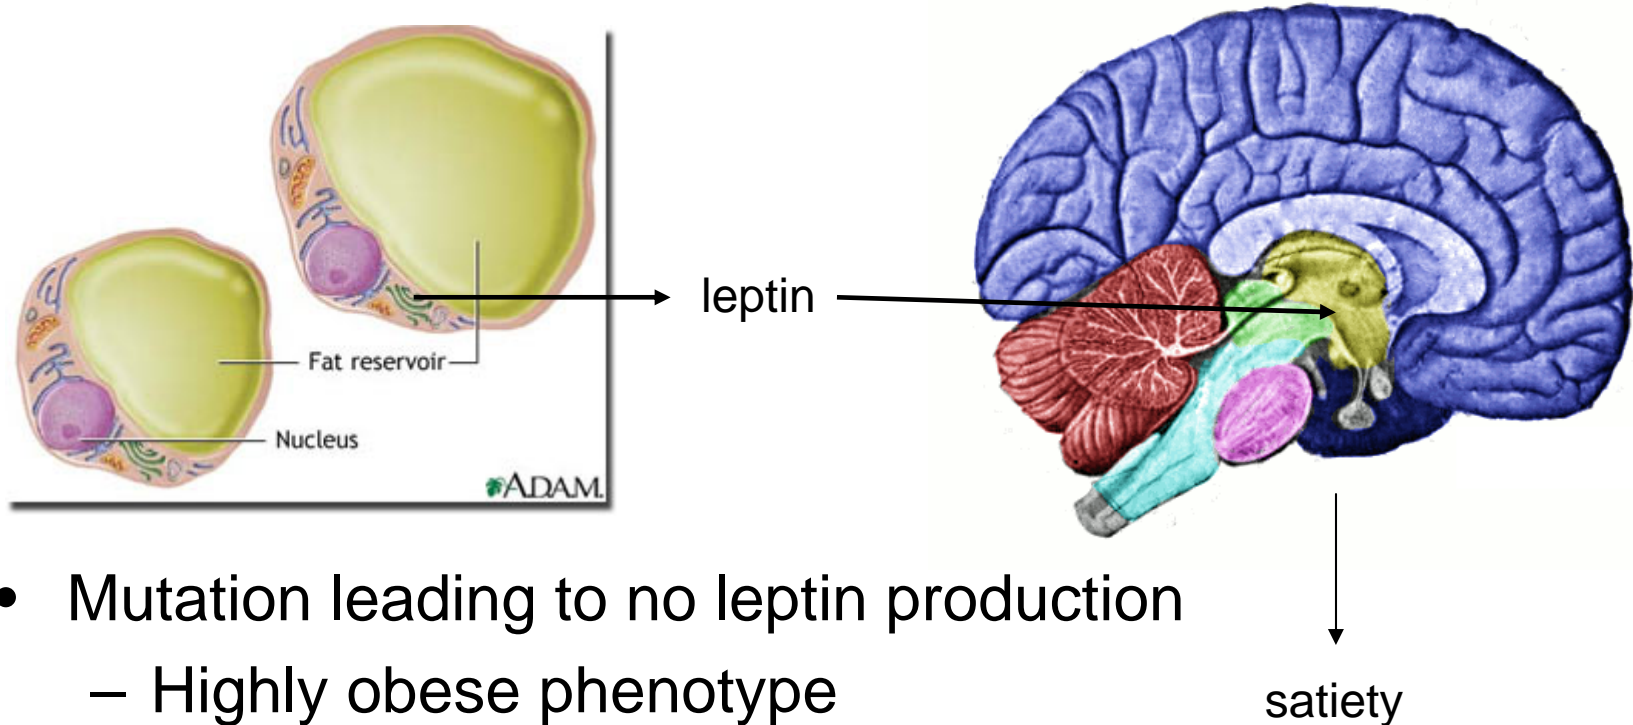 leptin
Fat reservoir
Nucleus
ADAM.
• Mutation leading to no leptin production
– Highly obese phenotype
satiety